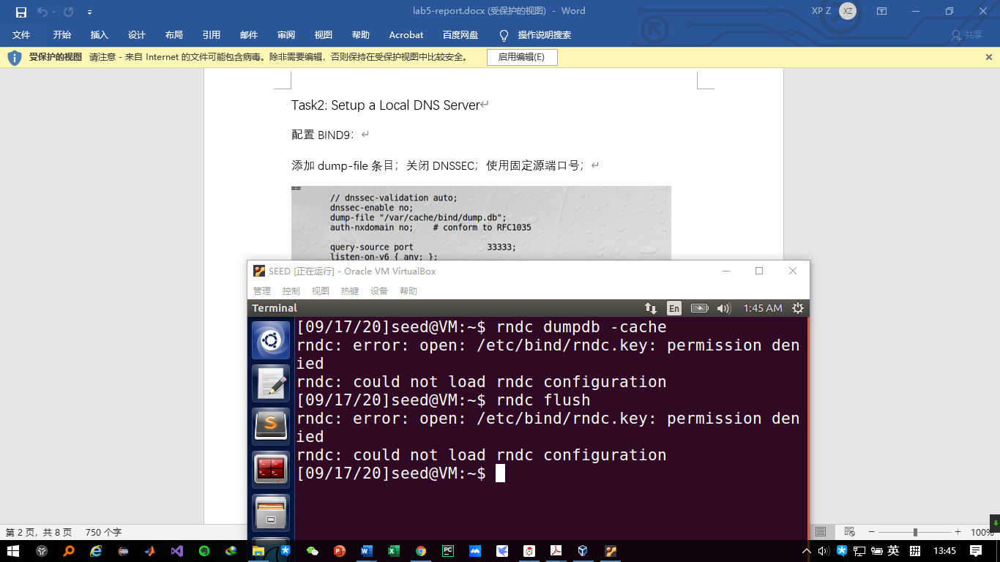 lab5-report.docx (受保护的视图) - Word
XP Z
XZ
文件 开始 插入 设计 布局 引用 邮件 审阅 视图 帮助 Acrobat 百度网盘 操作说明搜索 共享
受保护的视图 请注意 - 来自 Internet 的文件可能包含病毒。除非需要编辑，否则保持在受保护视图中比较安全。 启用编辑(E)
Task2: Setup a Local DNS Server
配置 BIND9：
添加 dump-file 条目；关闭 DNSSEC；使用固定源端口号；
==
// dnssec-validation auto;
dnssec-enable no;
dump-file "/var/cache/bind/dump.db";
auth-nxdomain no; # conform to RFC1035
query-source port 33333;
listen-on-v6 { any; };
SEED [正在运行] - Oracle VM VirtualBox
管理 控制 视图 热键 设备 帮助
Terminal En 1:45 AM
[09/17/20]seed@VM:~$ rndc dumpdb -cache
rndc: error: open: /etc/bind/rndc.key: permission den
ied
rndc: could not load rndc configuration
[09/17/20]seed@VM:~$ rndc flush
rndc: error: open: /etc/bind/rndc.key: permission den
ied
rndc: could not load rndc configuration
[09/17/20]seed@VM:~$
第 2 页，共 8 页 750 个字 100%
英 拼 13:45